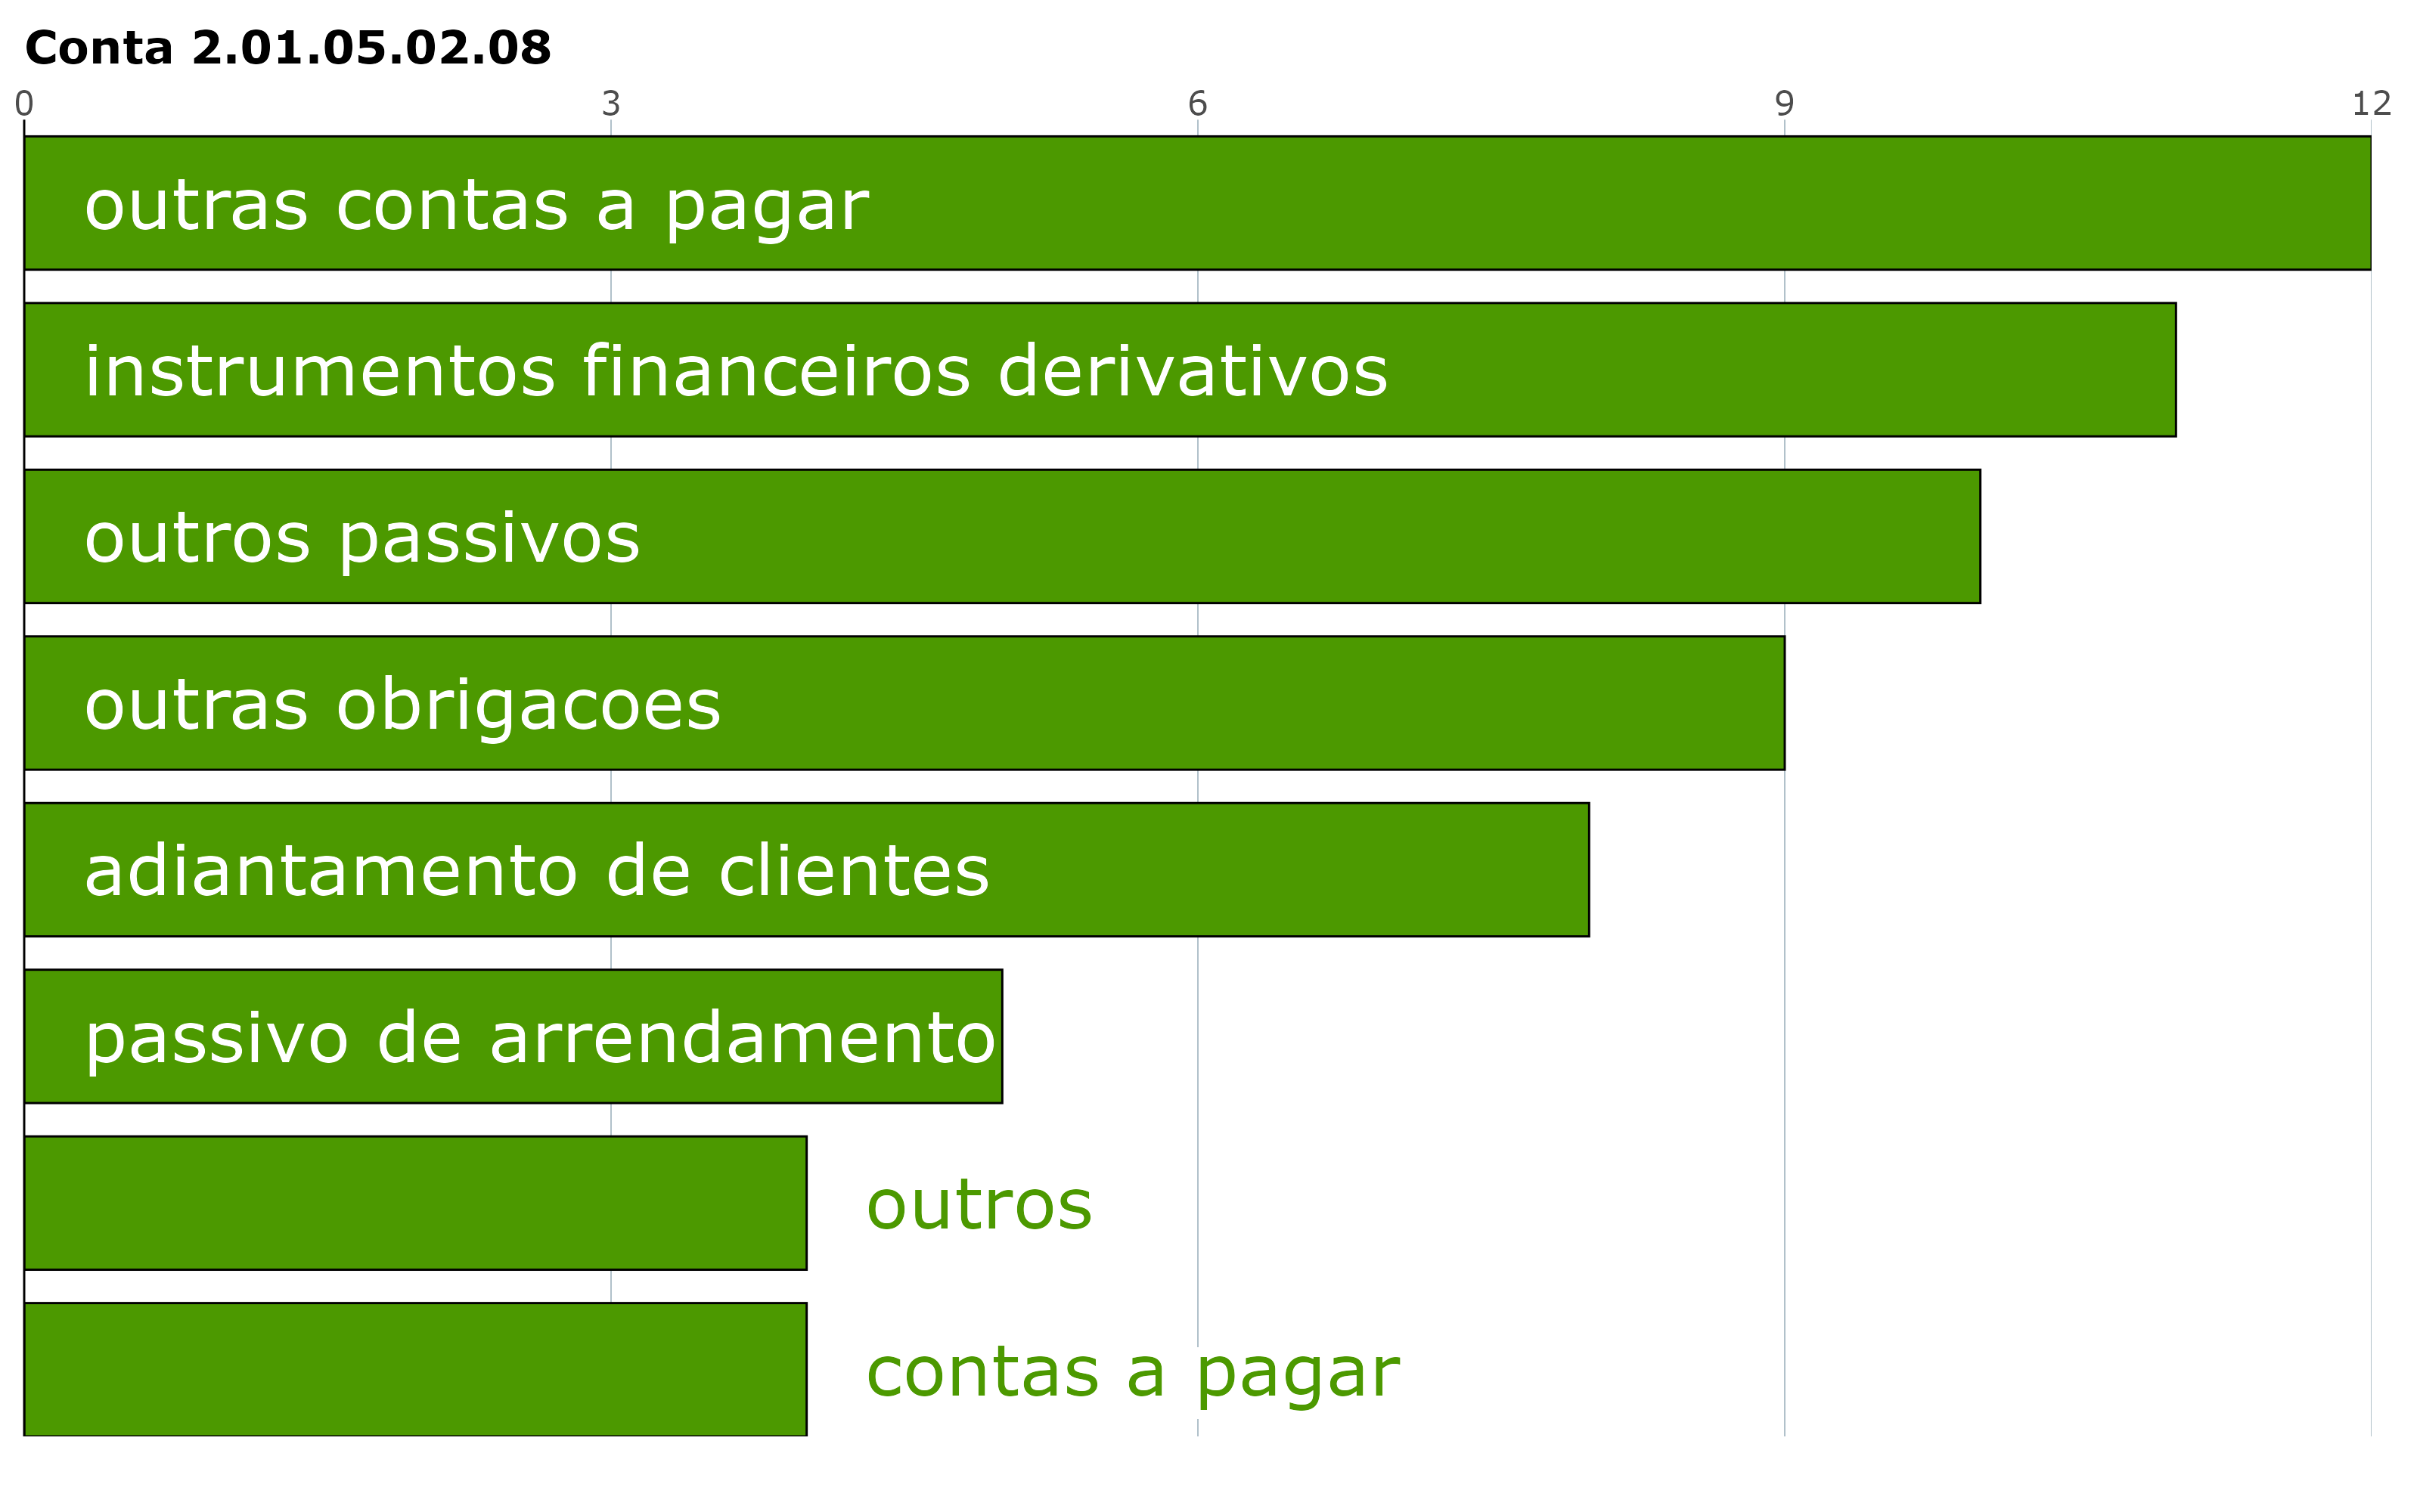 Conta 2.01.05.02.08
0 3 6 9 12
outras contas a pagar
instrumentos financeiros derivativos
outros passivos
outras obrigacoes
adiantamento de clientes
passivo de arrendamento
outros
contas a pagar